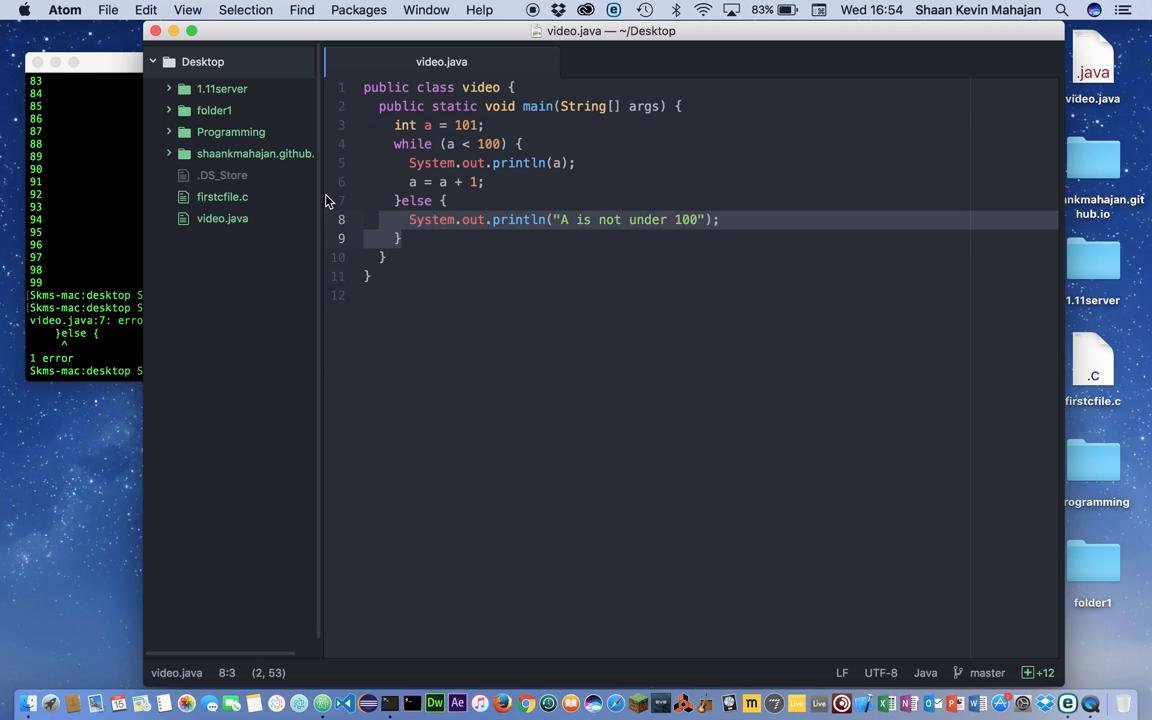 Atom File Edit View Selection Find Packages Window Help 83% Wed 16:54 Shaan Kevin Mahajan
video.java — ~/Desktop
83
84
85
86
87
88
89
90
91
92
93
94
95
96
97
98
99
[Skms-mac:desktop S
[Skms-mac:desktop S
video.java:7: erro
}else {
^
1 error
Skms-mac:desktop S
Desktop
1.11server
folder1
Programming
shaankmahajan.github.
.DS_Store
firstcfile.c
video.java
video.java
1 public class video {
2 public static void main(String[] args) {
3 int a = 101;
4 while (a < 100) {
5 System.out.println(a);
6 a = a + 1;
7 }else {
8 System.out.println("A is not under 100");
9 }
10 }
11 }
12
video.java 8:3 (2, 53) LF UTF-8 Java master +12
.java
video.java
ankmahajan.git
hub.io
1.11server
.c
firstcfile.c
rogramming
folder1